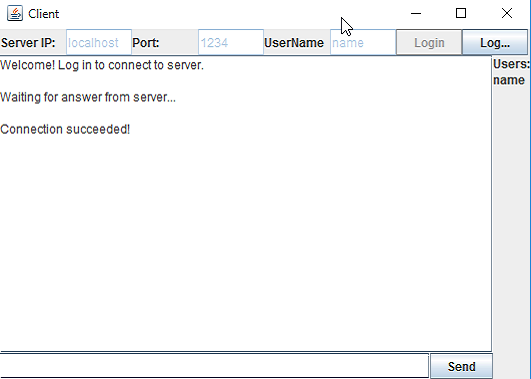 Client
Server IP: localhost Port: 1234 UserName name Login Log...
Welcome! Log in to connect to server.
Users:
name
Waiting for answer from server...
Connection succeeded!
Send